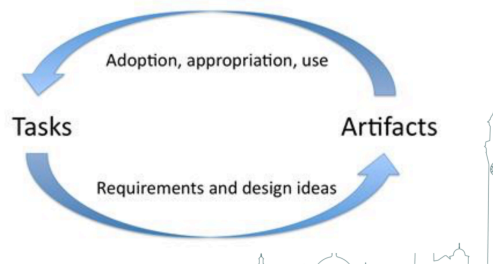 Adoption, appropriation, use
Tasks
Artifacts
Requirements and design ideas